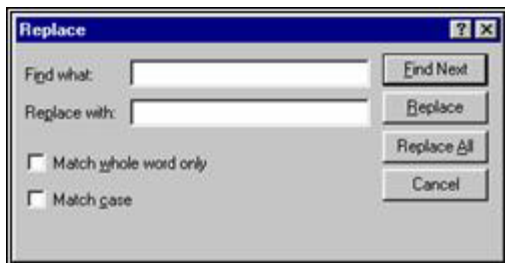 Replace
Find what:
Find Next
Replace with:
Replace
Match whole word only
Replace All
Match case
Cancel